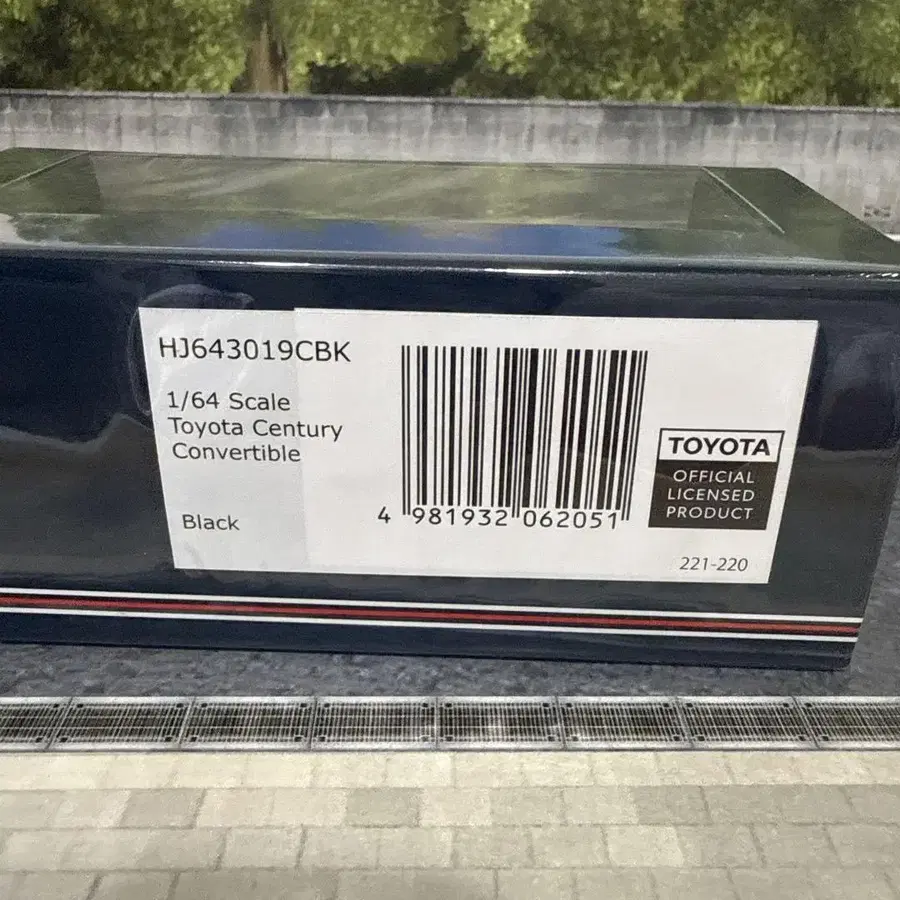 HJ643019CBK
1/64 Scale
Toyota Century
Convertible
Black
4 981932 062051
TOYOTA
OFFICIAL
LICENSED
PRODUCT
221-220